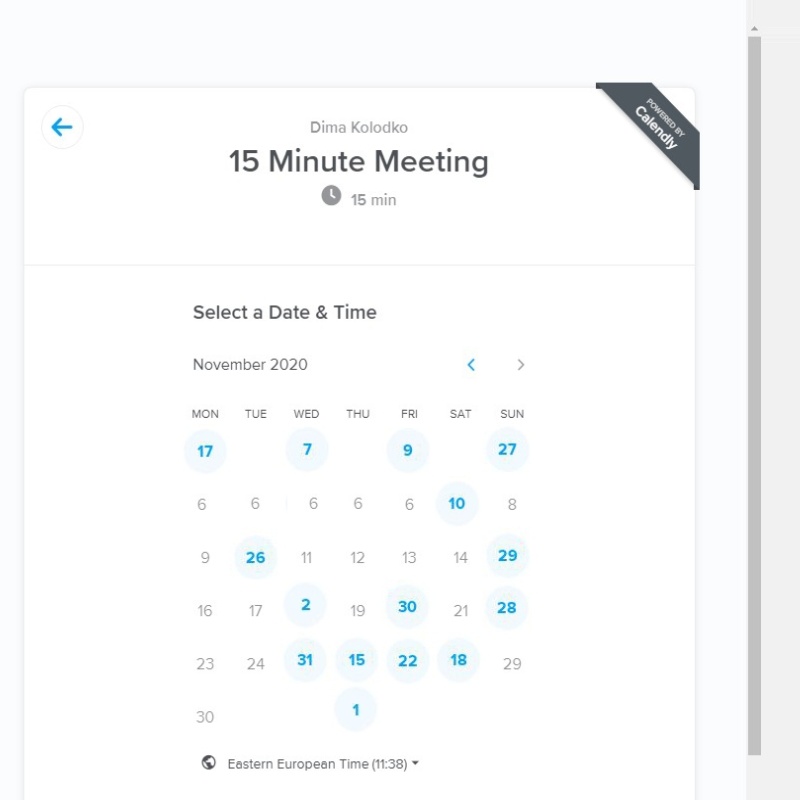 POWERED BY
Calendly
Dima Kolodko
15 Minute Meeting
15 min
Select a Date & Time
November 2020
MON TUE WED THU FRI SAT SUN
17 7 9 27
6 6 6 6 6 10 8
9 26 11 12 13 14 29
16 17 2 19 30 21 28
23 24 31 15 22 18 29
30 1
Eastern European Time (11:38)